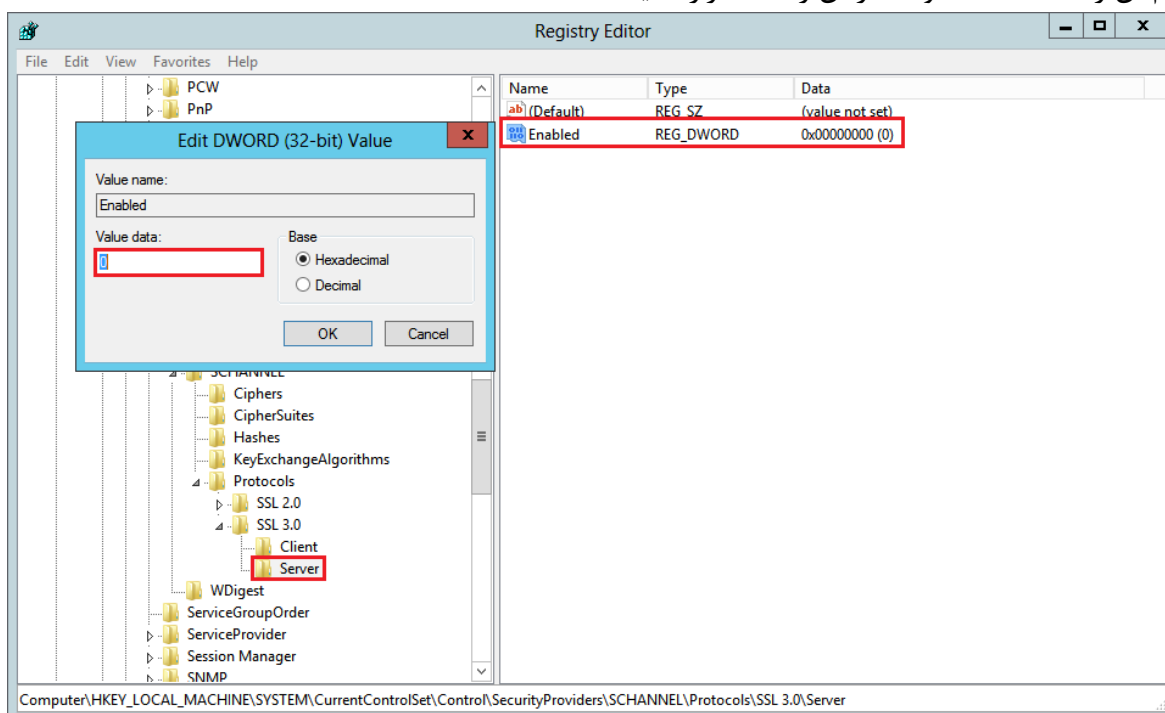 Registry Editor
File Edit View Favorites Help
PCW
PnP
Name Type Data
(Default) REG_SZ (value not set)
Enabled REG_DWORD 0x00000000 (0)
Edit DWORD (32-bit) Value
Value name:
Enabled
Value data:
0
Base
Hexadecimal
Decimal
OK Cancel
SCHANNEL
Ciphers
CipherSuites
Hashes
KeyExchangeAlgorithms
Protocols
SSL 2.0
SSL 3.0
Client
Server
WDigest
ServiceGroupOrder
ServiceProvider
Session Manager
SNMP
Computer\HKEY_LOCAL_MACHINE\SYSTEM\CurrentControlSet\Control\SecurityProviders\SCHANNEL\Protocols\SSL 3.0\Server